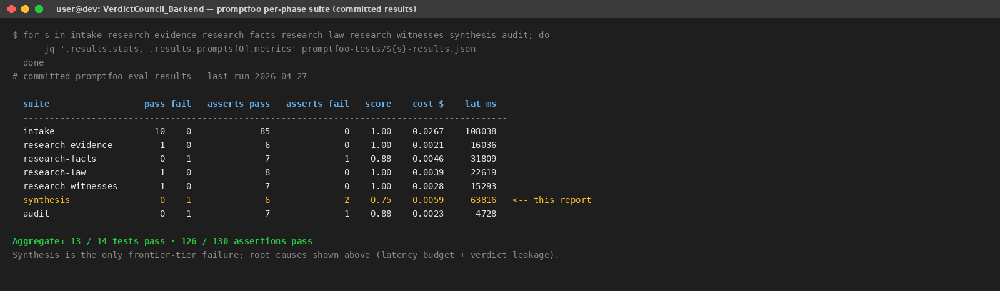 user@dev: VerdictCouncil_Backend — promptfoo per-phase suite (committed results)
$ for s in intake research-evidence research-facts research-law research-witnesses synthesis audit; do
jq '.results.stats, .results.prompts[0].metrics' promptfoo-tests/${s}-results.json
done
# committed promptfoo eval results — last run 2026-04-27
suite pass fail asserts pass asserts fail score cost $ lat ms
------------------------------------------------------------------------------------------
intake 10 0 85 0 1.00 0.0267 108038
research-evidence 1 0 6 0 1.00 0.0021 16036
research-facts 0 1 7 1 0.88 0.0046 31809
research-law 1 0 8 0 1.00 0.0039 22619
research-witnesses 1 0 7 0 1.00 0.0028 15293
synthesis 0 1 6 2 0.75 0.0059 63816 <-- this report
audit 0 1 7 1 0.88 0.0023 4728
Aggregate: 13 / 14 tests pass · 126 / 130 assertions pass
Synthesis is the only frontier-tier failure; root causes shown above (latency budget + verdict leakage).